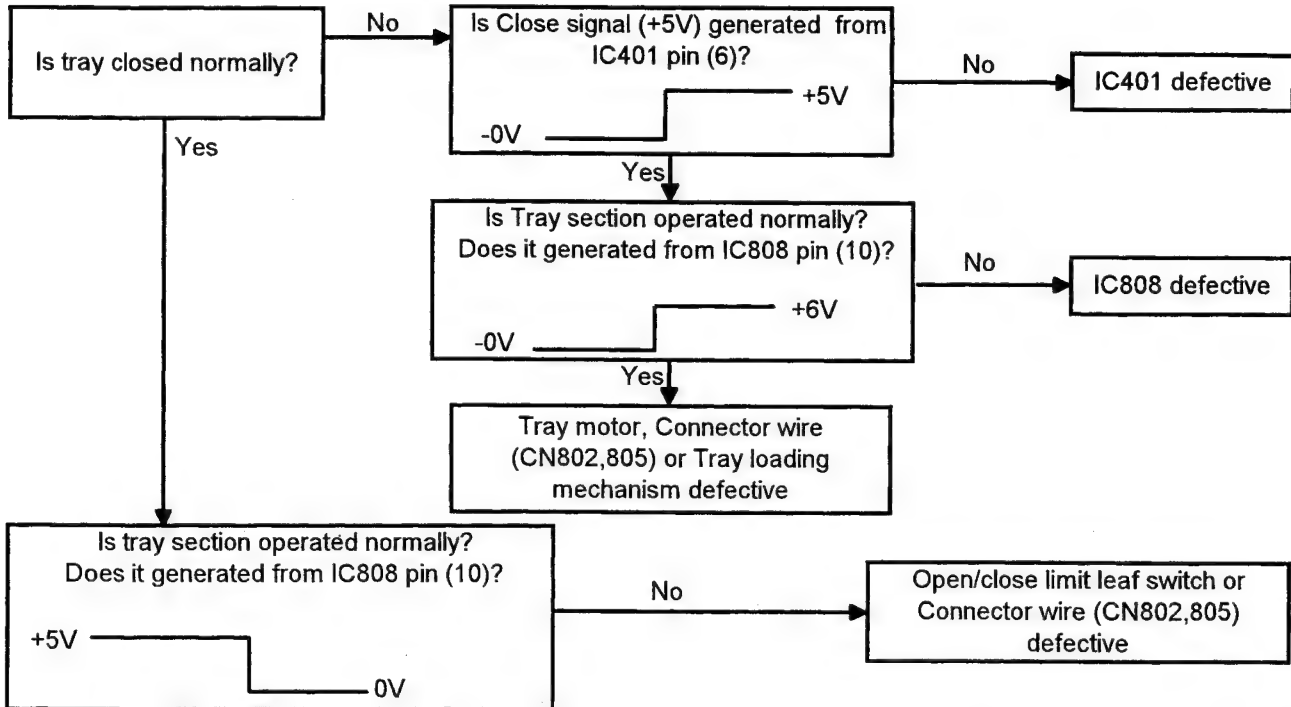 Is tray closed normally?
No
Is Close signal (+5V) generated from
IC401 pin (6)?
+5V
-0V
No
IC401 defective
Yes
Yes
Is Tray section operated normally?
Does it generated from IC808 pin (10)?
+6V
-0V
No
IC808 defective
Yes
Tray motor, Connector wire
(CN802,805) or Tray loading
mechanism defective
Is tray section operated normally?
Does it generated from IC808 pin (10)?
+5V
0V
No
Open/close limit leaf switch or
Connector wire (CN802,805)
defective